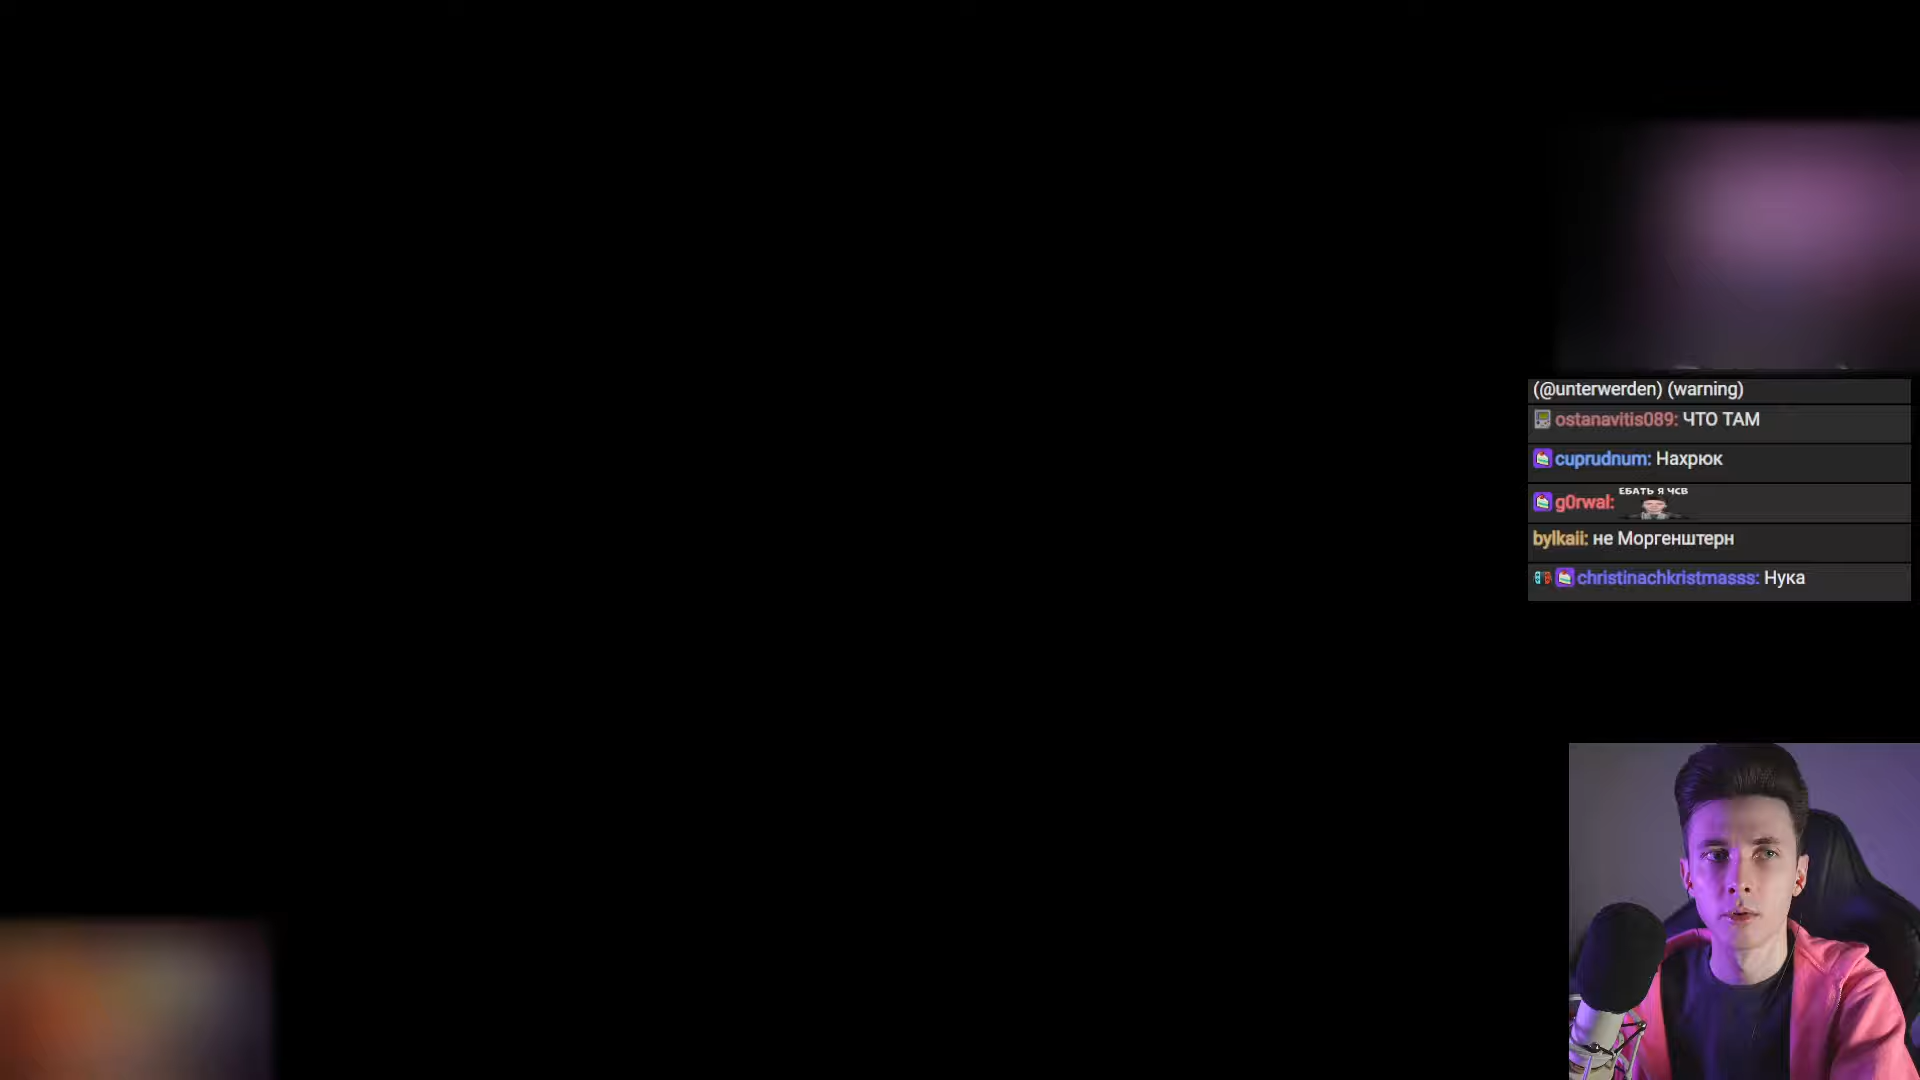 (@unterwerden) (warning)
ostanavitis089: ЧТО ТАМ
cuprudnum: Нахрюк
g0rwal: ЕБАТЬ Я ЧСВ
bylkaii: не Моргенштерн
christinachkristmasss: Нука